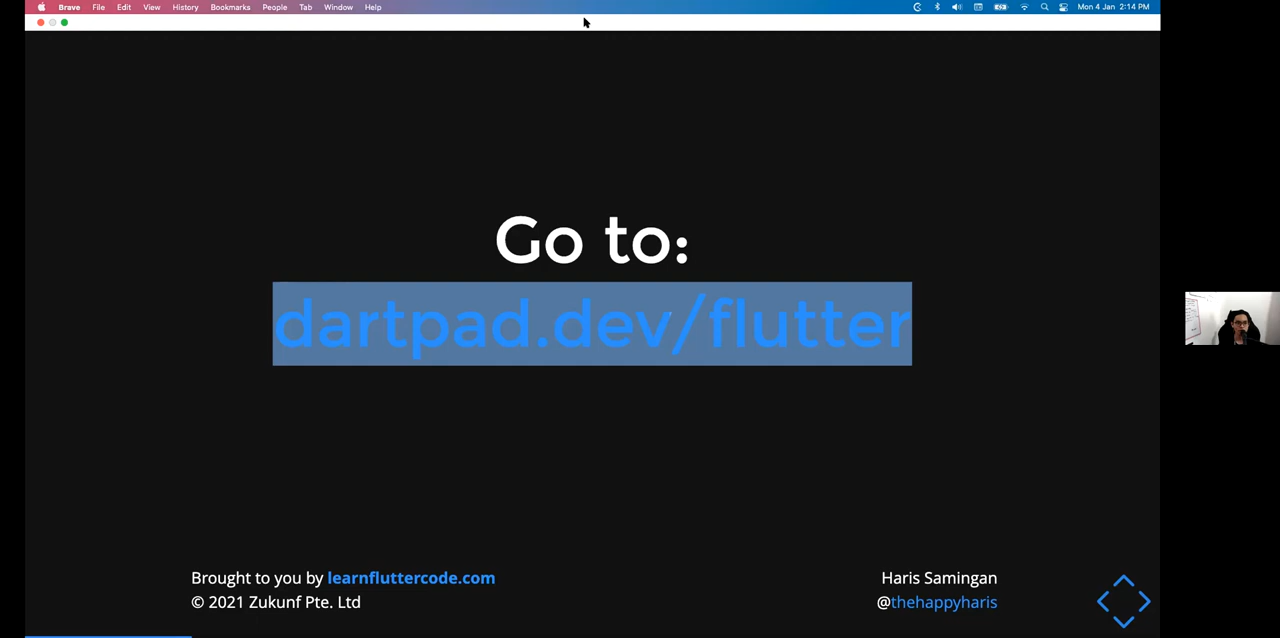 Brave File Edit View History Bookmarks People Tab Window Help Mon 4 Jan 2:14 PM
Go to:
dartpad.dev/flutter
Brought to you by learnfluttercode.com
© 2021 Zukunf Pte. Ltd
Haris Samingan
@thehappyharis